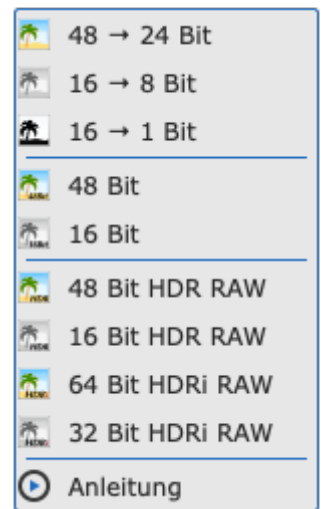 48 → 24 Bit
16 → 8 Bit
16 → 1 Bit
48 Bit
16 Bit
48 Bit HDR RAW
16 Bit HDR RAW
64 Bit HDRi RAW
32 Bit HDRi RAW
Anleitung